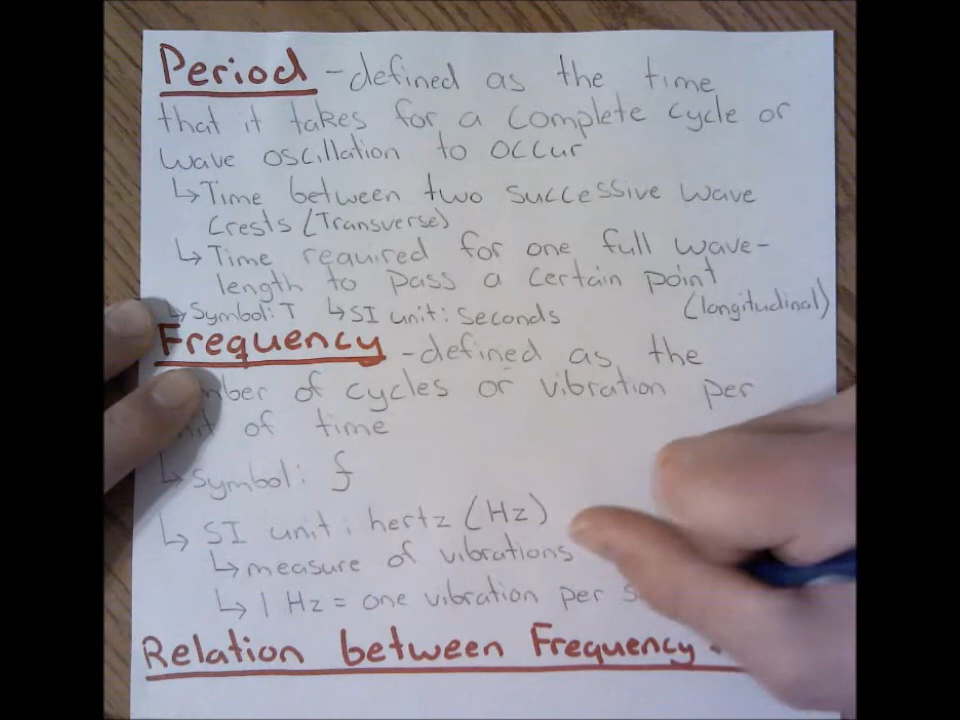 Period - defined as the time
that it takes for a complete cycle or
wave oscillation to occur
↳ Time between two successive wave
crests (Transverse)
↳ Time required for one full wave-
length to pass a certain point
(longitudinal)
↳ Symbol: T ↳ SI unit: seconds
Frequency - defined as the
of cycles or vibration per
of time
↳ Symbol: f
↳ SI unit: hertz (Hz)
↳ measure of vibrations
↳ 1 Hz = one vibration per
Relation between Frequency